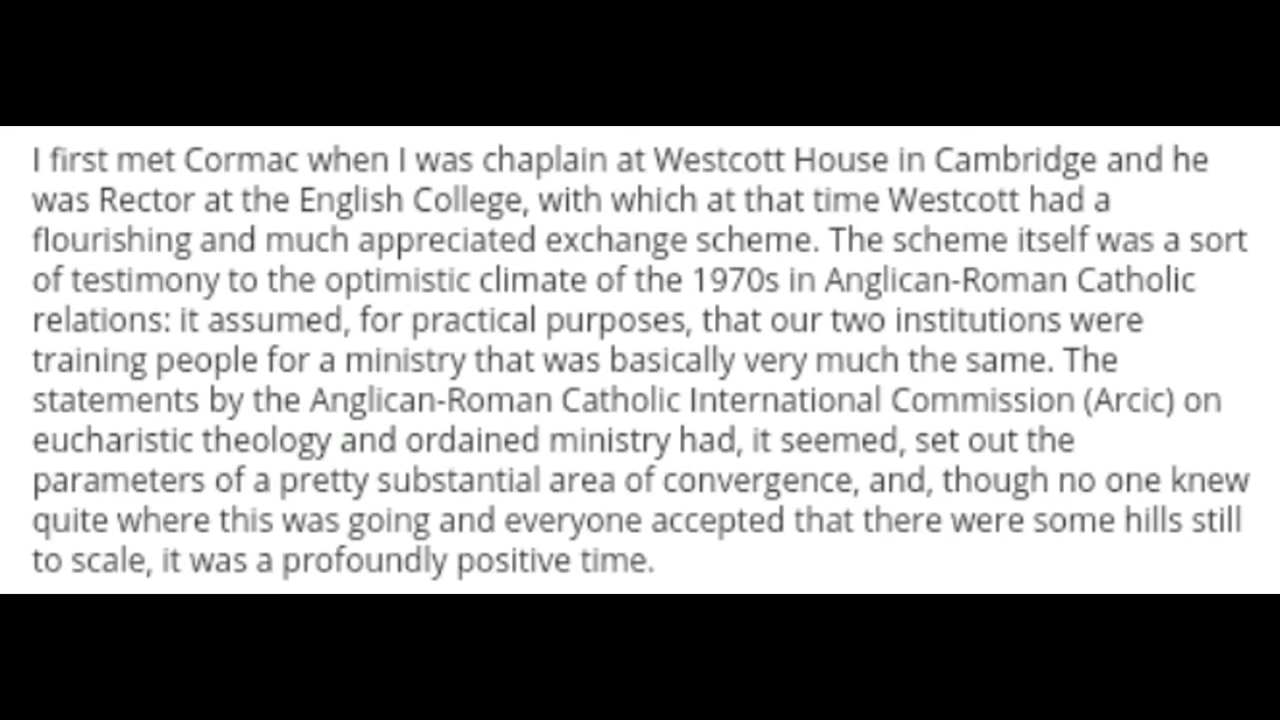 I first met Cormac when I was chaplain at Westcott House in Cambridge and he
was Rector at the English College, with which at that time Westcott had a
flourishing and much appreciated exchange scheme. The scheme itself was a sort
of testimony to the optimistic climate of the 1970s in Anglican-Roman Catholic
relations: it assumed, for practical purposes, that our two institutions were
training people for a ministry that was basically very much the same. The
statements by the Anglican-Roman Catholic International Commission (Arcic) on
eucharistic theology and ordained ministry had, it seemed, set out the
parameters of a pretty substantial area of convergence, and, though no one knew
quite where this was going and everyone accepted that there were some hills still
to scale, it was a profoundly positive time.